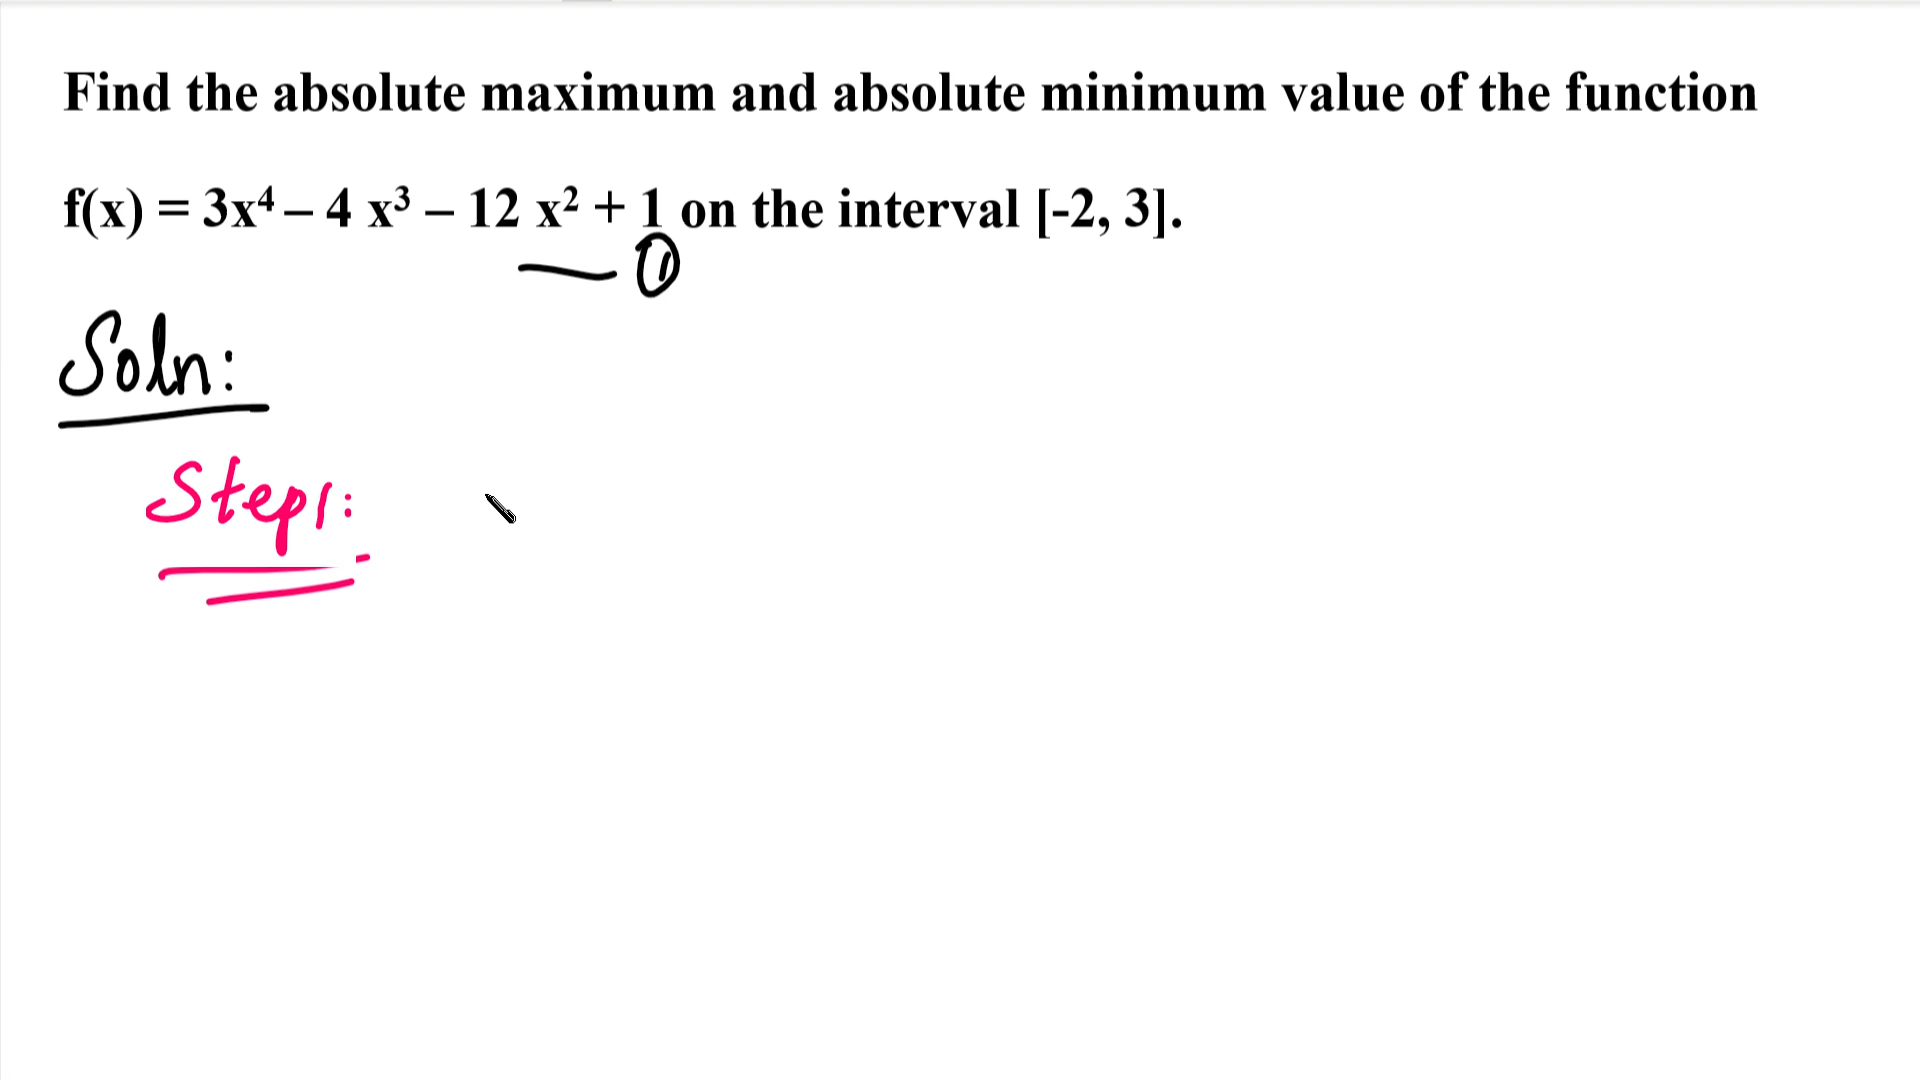 Find the absolute maximum and absolute minimum value of the function
f(x) = 3x⁴ – 4 x³ – 12 x² + 1 on the interval [-2, 3].
— ①
Soln:
Step1: